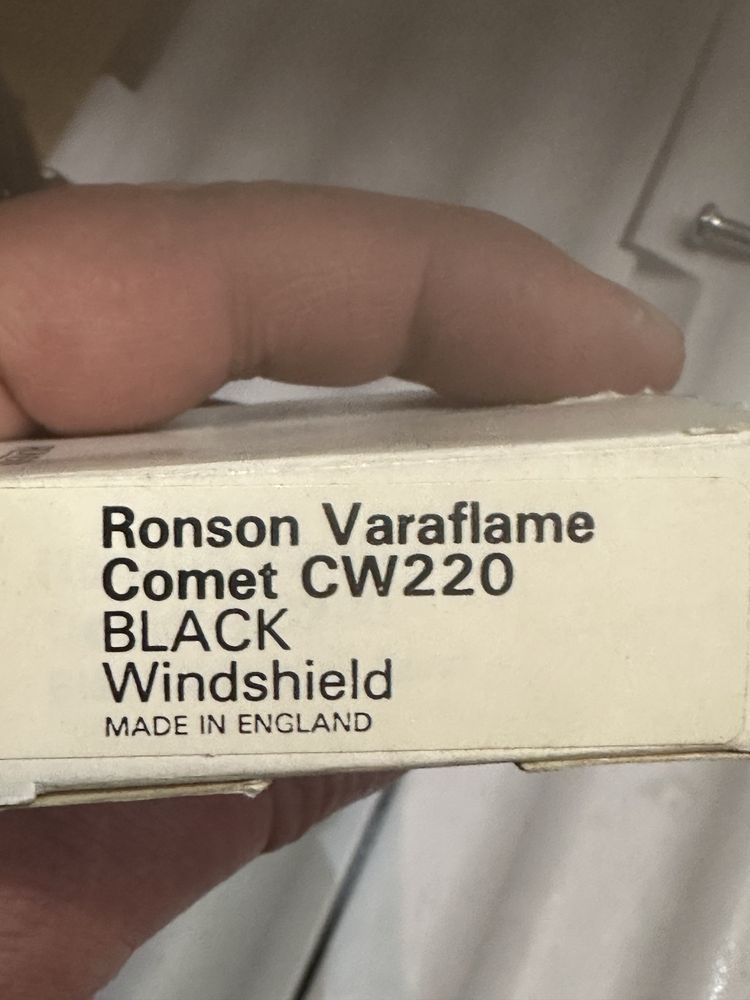 Ronson Varaflame
Comet CW220
BLACK
Windshield
MADE IN ENGLAND